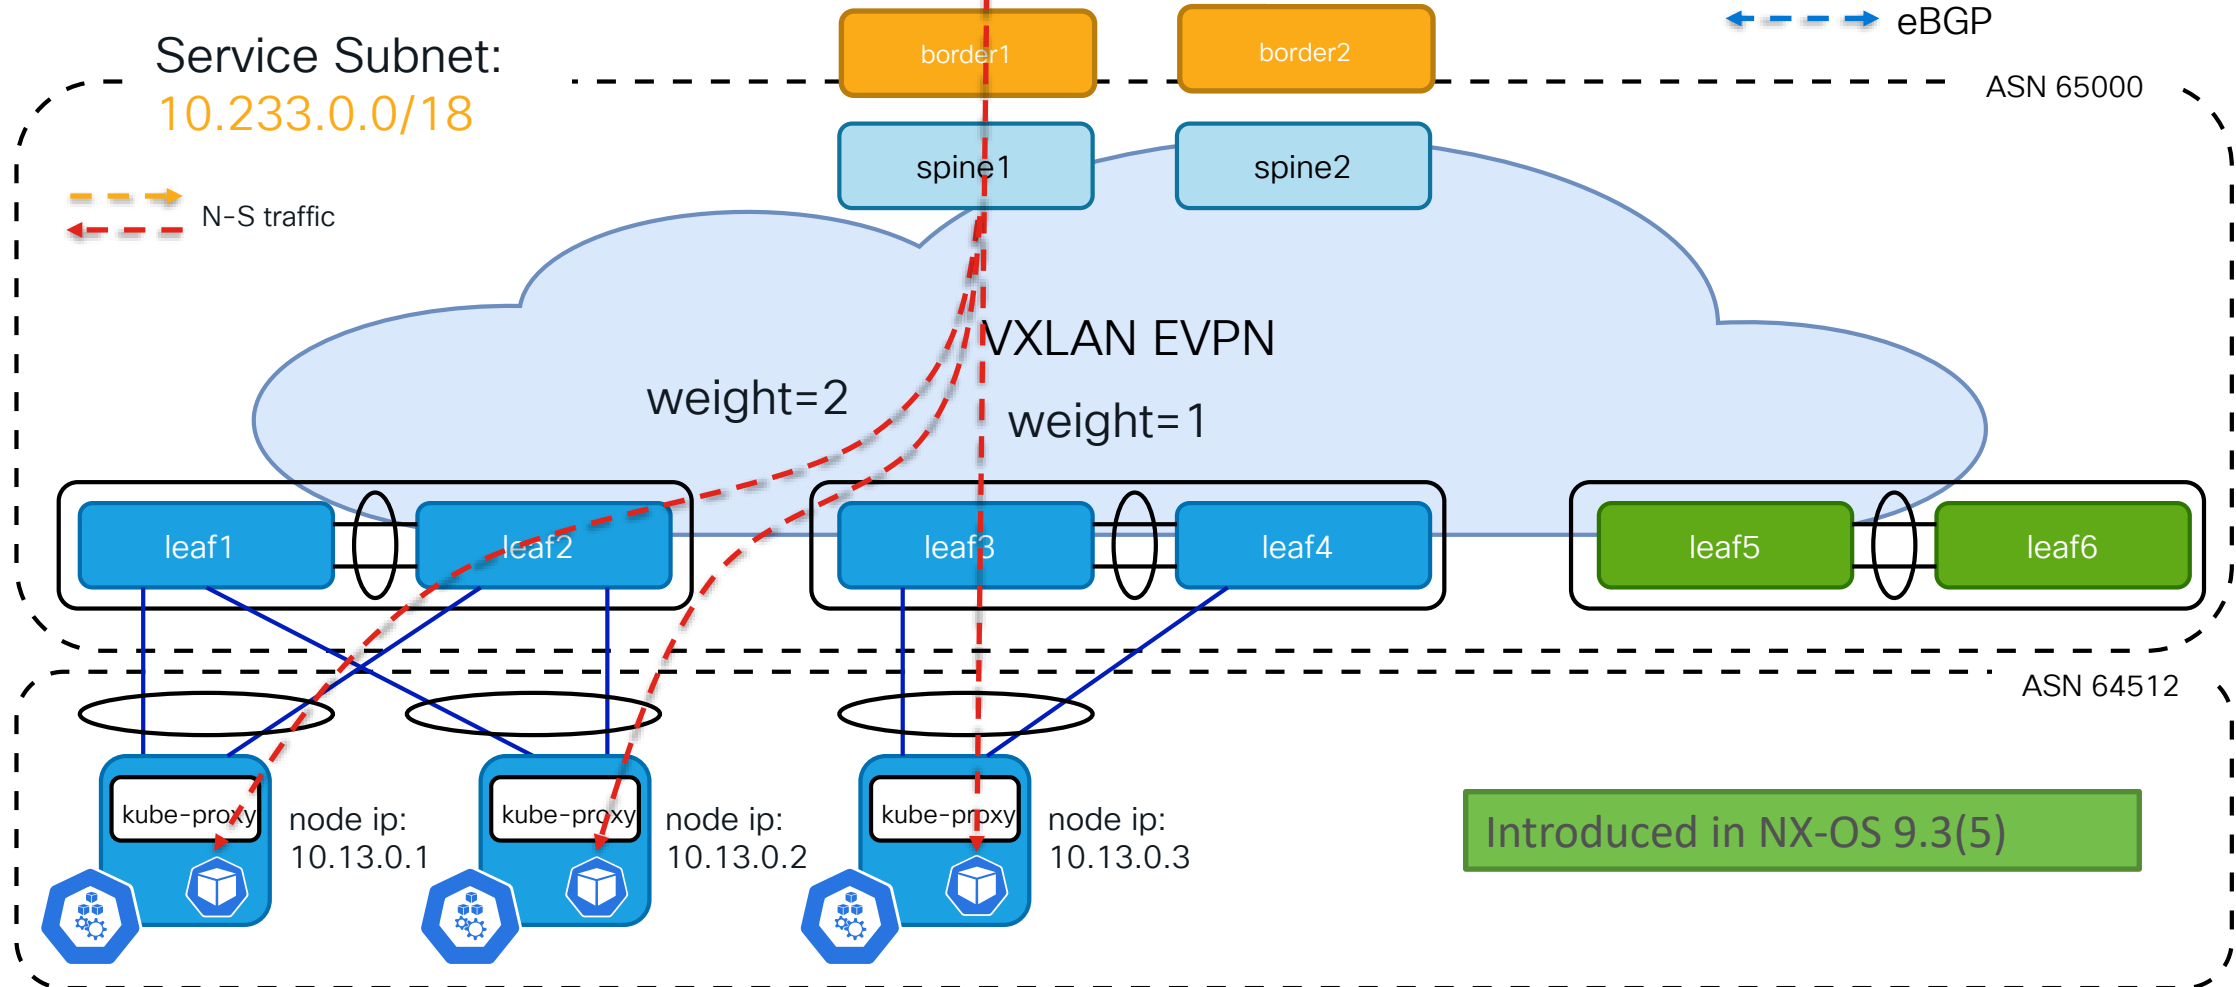 eBGP
Service Subnet:
10.233.0.0/18
border1
border2
ASN 65000
spine1
spine2
N-S traffic
VXLAN EVPN
weight=2
weight=1
leaf1
leaf2
leaf3
leaf4
leaf5
leaf6
ASN 64512
kube-proxy
node ip:
10.13.0.1
kube-proxy
node ip:
10.13.0.2
kube-proxy
node ip:
10.13.0.3
Introduced in NX-OS 9.3(5)